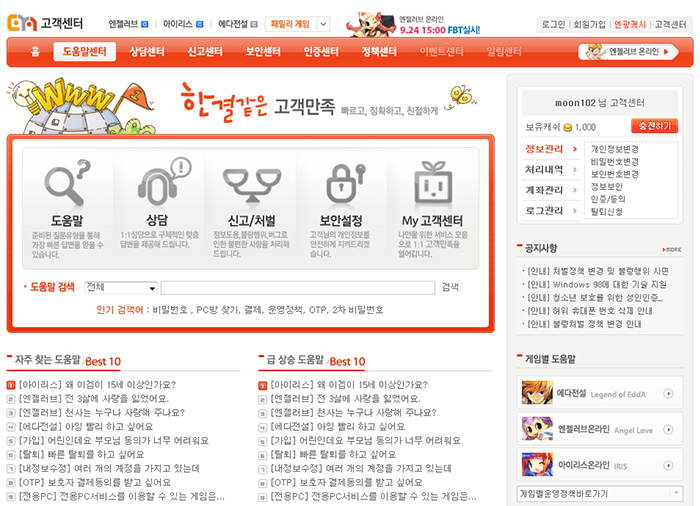 고객센터
엔젤러브 아이리스 에다전설 패밀리 게임
엔젤러브 온라인
9.24 15:00 FBT실시!
로그인 회원가입 엔팡캐시 고객센터
홈 도움말센터 상담센터 신고센터 보안센터 인증센터 정책센터 이벤트센터 알림센터
엔젤러브 온라인
www
1
한결같은 고객만족 빠르고, 정확하고, 친절하게
도움말
준비된 질문유형을 통해
가장 빠른 답변을 얻을 수
있습니다.
상담
1:1상담으로 구체적인 맞춤
답변을 제공해 드립니다.
신고/처벌
정보도용,불량행위,버그로
인한 불편한 사항을 처리해
드립니다.
보안설정
고객님의 개인정보를
안전하게 지켜드리겠
습니다.
My 고객센터
나만을 위한 서비스 모음
으로 1:1 고객만족을
열어갑니다.
도움말 검색 전체 검색
인기 검색어 : 비밀번호 , PC방 찾기, 결제, 운영정책, OTP, 2차 비밀번호
자주 찾는 도움말 Best 10
1 [아이리스] 왜 이겜이 15세 이상인가요?
2 [엔젤러브] 전 3살에 사랑을 잃었어요.
3 [엔젤러브] 천사는 누구나 사랑해 주나요?
4 [에다전설] 아잉 빨리 하고 싶어요
5 [가입] 어린인데요 부모님 동의가 너무 어려워요
6 [탈퇴] 빠른 탈퇴를 하고 싶어요
7 [내정보수정] 여러 개의 계정을 가지고 있는데
8 [OTP] 보호자 결제동의를 받고 싶어요
9 [전용PC] 전용PC서비스를 이용할 수 있는 게임은...
급 상승 도움말 Best 10
1 [아이리스] 왜 이겜이 15세 이상인가요?
2 [엔젤러브] 전 3살에 사랑을 잃었어요.
3 [엔젤러브] 천사는 누구나 사랑해 주나요?
4 [에다전설] 아잉 빨리 하고 싶어요
5 [가입] 어린인데요 부모님 동의가 너무 어려워요
6 [탈퇴] 빠른 탈퇴를 하고 싶어요
7 [내정보수정] 여러 개의 계정을 가지고 있는데
8 [OTP] 보호자 결제동의를 받고 싶어요
9 [전용PC] 전용PC서비스를 이용할 수 있는 게임은...
moon102 님 고객센터
보유캐쉬 1,000 충전하기
정보관리
처리내역
계좌관리
로그관리
개인정보변경
비밀번호변경
보안번호변경
정보보안
인증/동의
탈퇴신청
공지사항 MORE
[안내] 처벌정책 변경 및 불량행위 사면
[안내] Windows 98에 대한 기술 지원
[안내] 청소년 보호를 위한 성인인증..
[안내] 허위 휴대폰 번호 삭제 안내
[안내] 불량처벌 정책 변경 안내
게임별 도움말
에다전설 Legend of EddA
엔젤러브온라인 Angel Love
아이리스온라인 IRIS
게임별운영정책바로가기